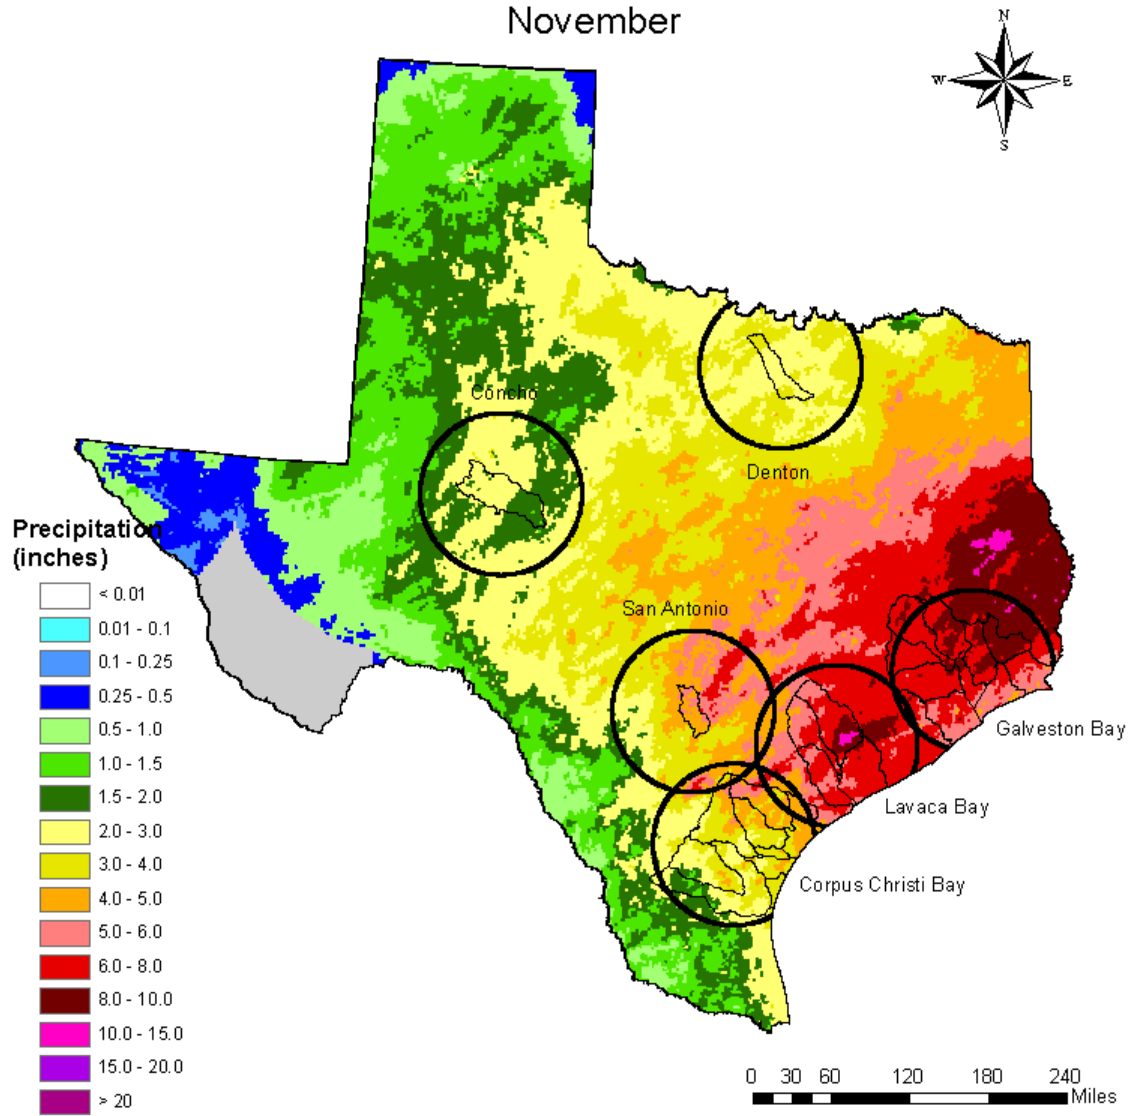 November
N
W E
S
Concho
Denton
Precipitation
(inches)
San Antonio
< 0.01
0.01 - 0.1
0.1 - 0.25
0.25 - 0.5
0.5 - 1.0
1.0 - 1.5
1.5 - 2.0
2.0 - 3.0
3.0 - 4.0
4.0 - 5.0
5.0 - 6.0
6.0 - 8.0
8.0 - 10.0
10.0 - 15.0
15.0 - 20.0
> 20
Galveston Bay
Lavaca Bay
Corpus Christi Bay
0 30 60 120 180 240
Miles